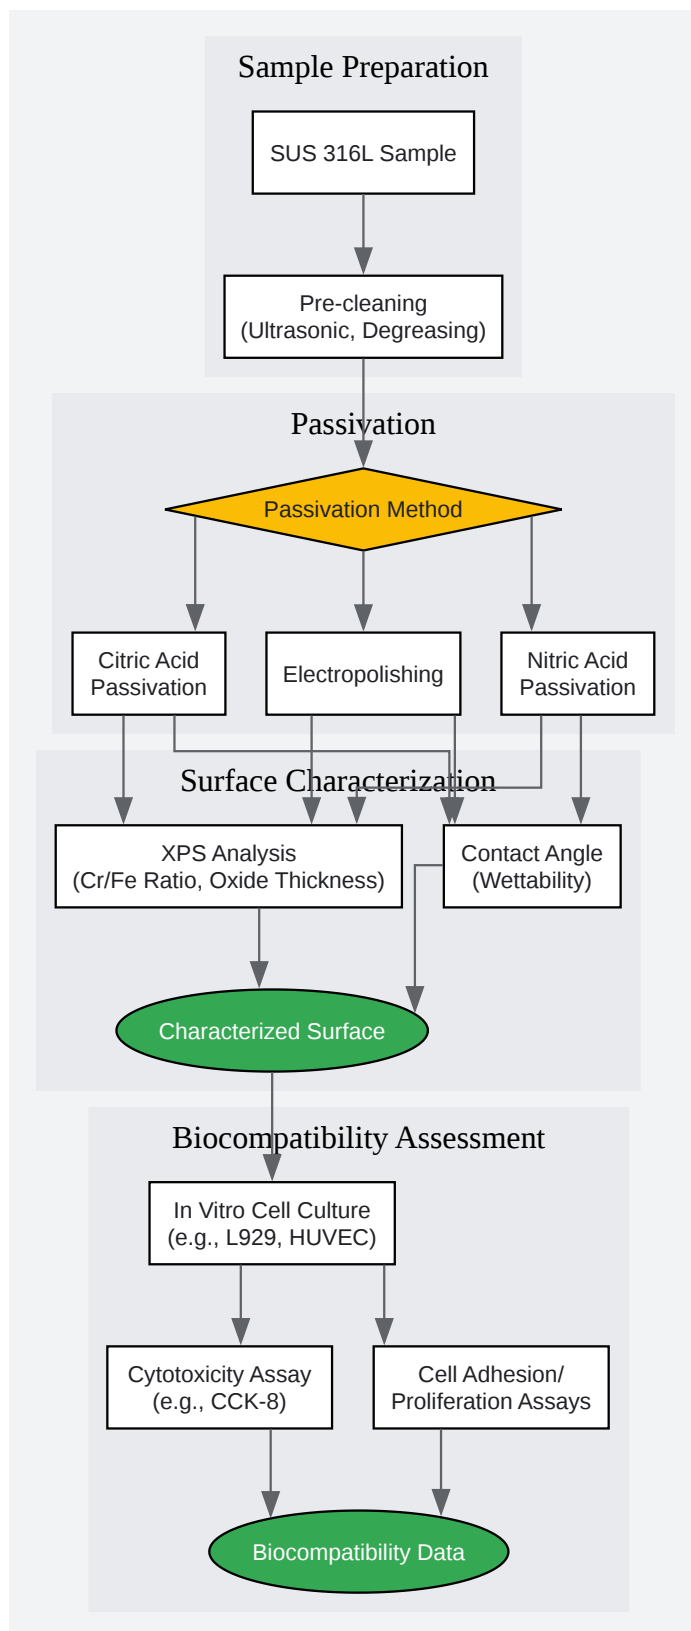 Sample Preparation
SUS 316L Sample
Pre-cleaning
(Ultrasonic, Degreasing)
Passivation
Passivation Method
Citric Acid
Passivation
Electropolishing
Nitric Acid
Passivation
Surface Characterization
XPS Analysis
(Cr/Fe Ratio, Oxide Thickness)
Contact Angle
(Wettability)
Characterized Surface
Biocompatibility Assessment
In Vitro Cell Culture
(e.g., L929, HUVEC)
Cytotoxicity Assay
(e.g., CCK-8)
Cell Adhesion/
Proliferation Assays
Biocompatibility Data